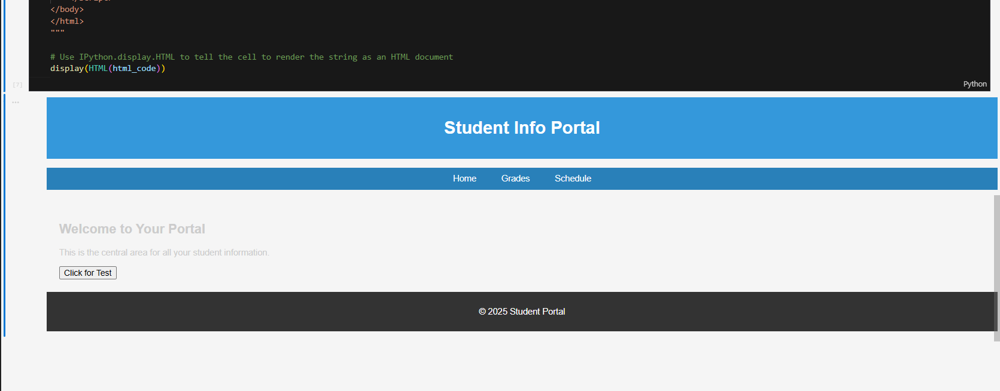 </body>
</html>
"""
# Use IPython.display.HTML to tell the cell to render the string as an HTML document
display(HTML(html_code))
[7]
Python
...
Student Info Portal
Home Grades Schedule
Welcome to Your Portal
This is the central area for all your student information.
Click for Test
© 2025 Student Portal